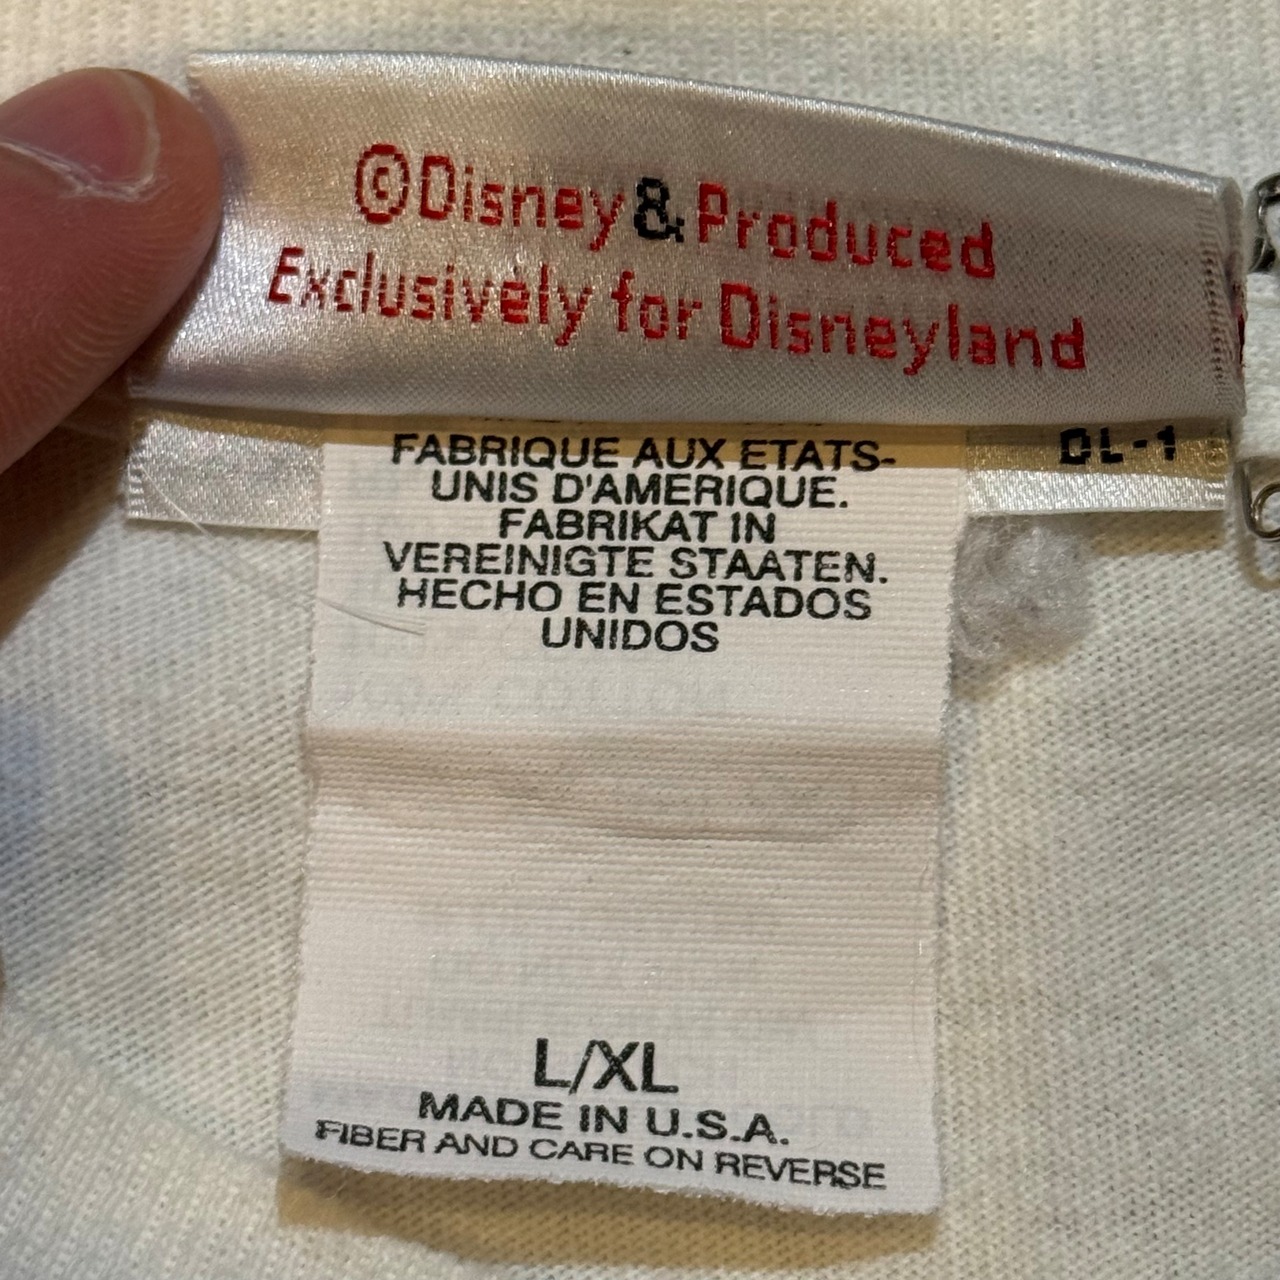 ©Disney & Produced
Exclusively for Disneyland
DL-1
FABRIQUE AUX ETATS-
UNIS D'AMERIQUE.
FABRIKAT IN
VEREINIGTE STAATEN.
HECHO EN ESTADOS
UNIDOS
L/XL
MADE IN U.S.A.
FIBER AND CARE ON REVERSE